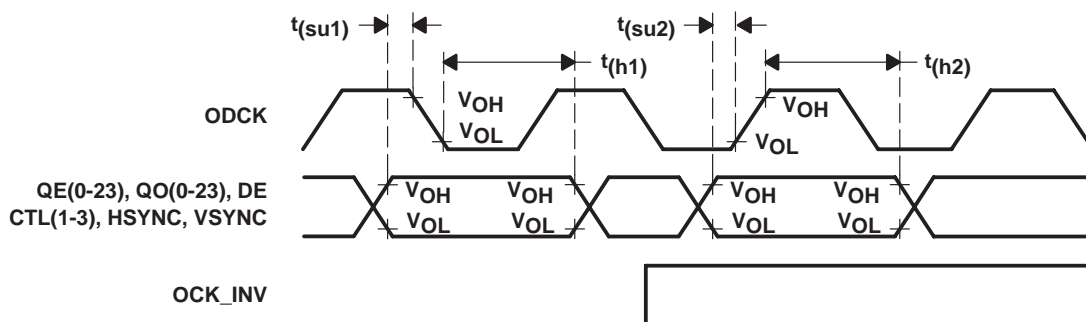 t(su1)
t(su2)
t(h1)
t(h2)
ODCK
VOH
VOL
VOH
VOL
QE(0-23), QO(0-23), DE
CTL(1-3), HSYNC, VSYNC
VOH
VOH
VOH
VOH
VOL
VOL
VOL
VOL
OCK_INV